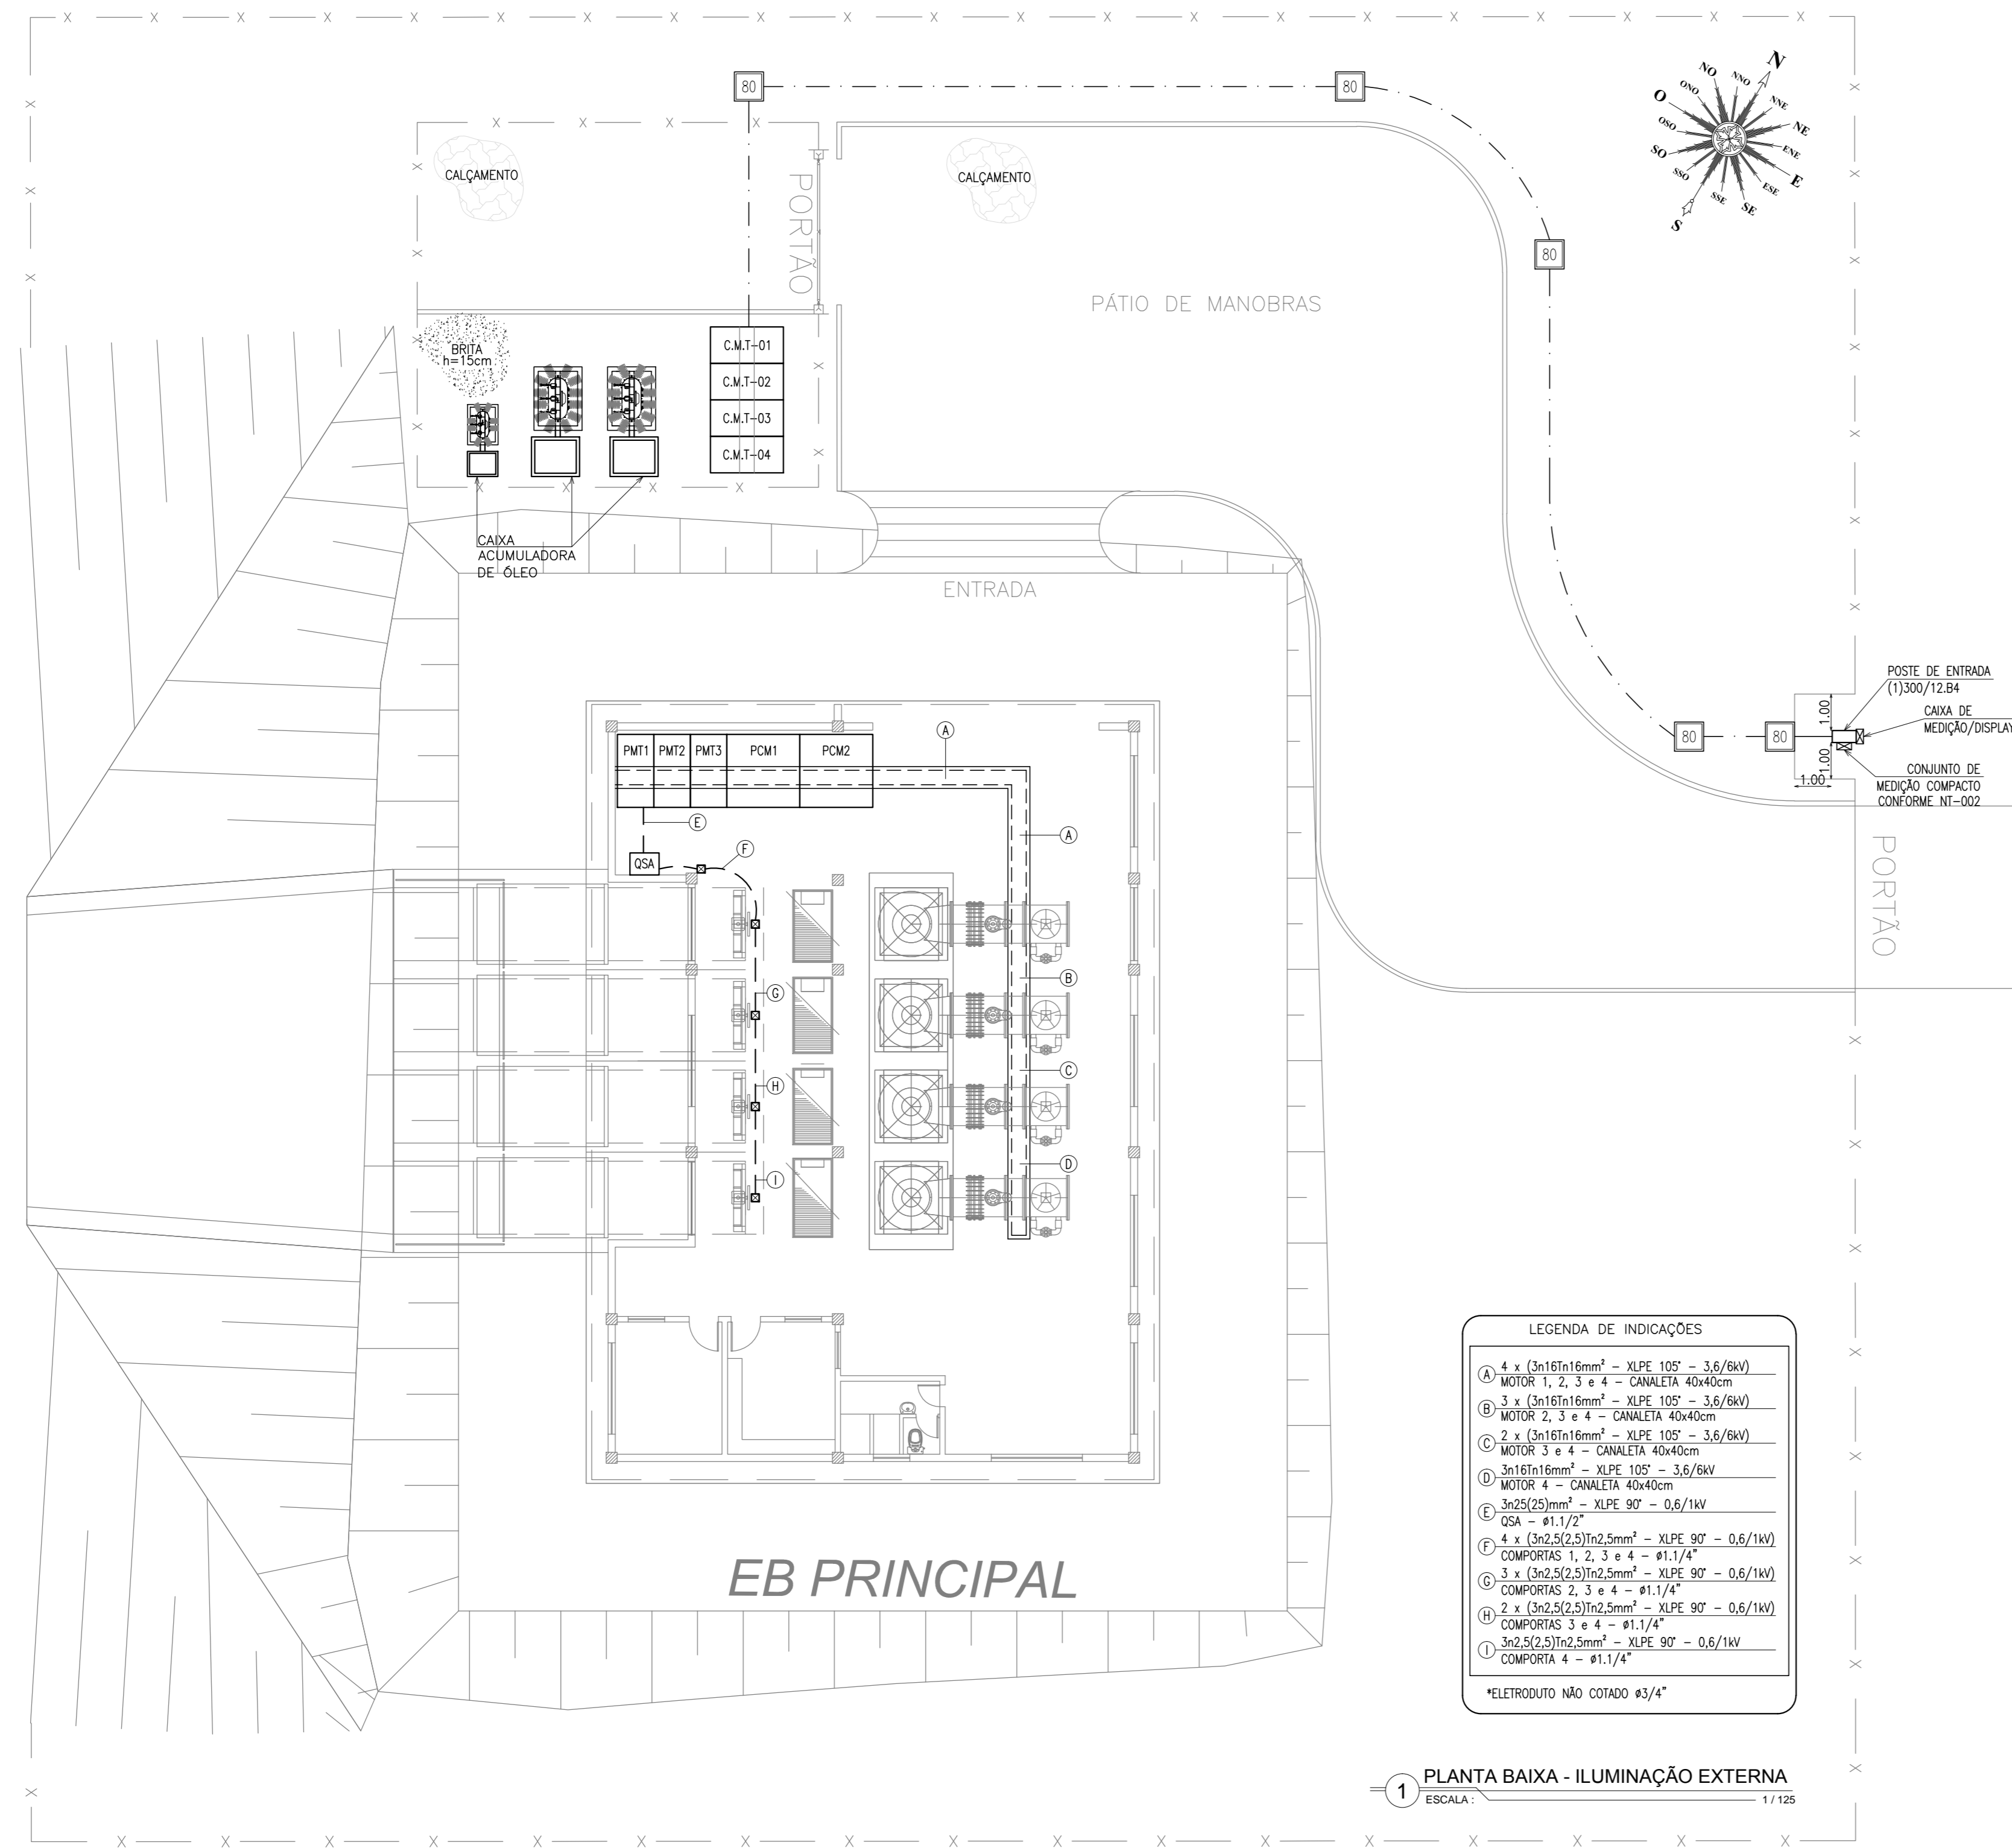 80
80
N
NNO
NO
NNE
ONO
O
NE
OSO
ENE
SO
E
SSO
ESE
SSE
SE
S
CALÇAMENTO
PORTÃO
CALÇAMENTO
80
PÁTIO DE MANOBRAS
BRITA
h=15cm
C.M.T-01
C.M.T-02
C.M.T-03
C.M.T-04
CAIXA
ACUMULADORA
DE ÓLEO
ENTRADA
POSTE DE ENTRADA
(1)300/12.B4
CAIXA DE
MEDIÇÃO/DISPLAY
80
80
1.00
1.00
1.00
CONJUNTO DE
MEDIÇÃO COMPACTO
CONFORME NT-002
PORTÃO
A
PMT1
PMT2
PMT3
PCM1
PCM2
E
A
QSA
F
B
G
C
H
D
I
EB PRINCIPAL
LEGENDA DE INDICAÇÕES
A 4 x (3n16Tn16mm² - XLPE 105° - 3,6/6kV)
MOTOR 1, 2, 3 e 4 - CANALETA 40x40cm
B 3 x (3n16Tn16mm² - XLPE 105° - 3,6/6kV)
MOTOR 2, 3 e 4 - CANALETA 40x40cm
C 2 x (3n16Tn16mm² - XLPE 105° - 3,6/6kV)
MOTOR 3 e 4 - CANALETA 40x40cm
D 3n16Tn16mm² - XLPE 105° - 3,6/6kV
MOTOR 4 - CANALETA 40x40cm
E 3n25(25)mm² - XLPE 90° - 0,6/1kV
QSA - ø1.1/2"
F 4 x (3n2,5(2,5)Tn2,5mm² - XLPE 90° - 0,6/1kV)
COMPORTAS 1, 2, 3 e 4 - ø1.1/4"
G 3 x (3n2,5(2,5)Tn2,5mm² - XLPE 90° - 0,6/1kV)
COMPORTAS 2, 3 e 4 - ø1.1/4"
H 2 x (3n2,5(2,5)Tn2,5mm² - XLPE 90° - 0,6/1kV)
COMPORTAS 3 e 4 - ø1.1/4"
I 3n2,5(2,5)Tn2,5mm² - XLPE 90° - 0,6/1kV
COMPORTA 4 - ø1.1/4"
*ELETRODUTO NÃO COTADO ø3/4"
1 PLANTA BAIXA - ILUMINAÇÃO EXTERNA
ESCALA : 1 / 125